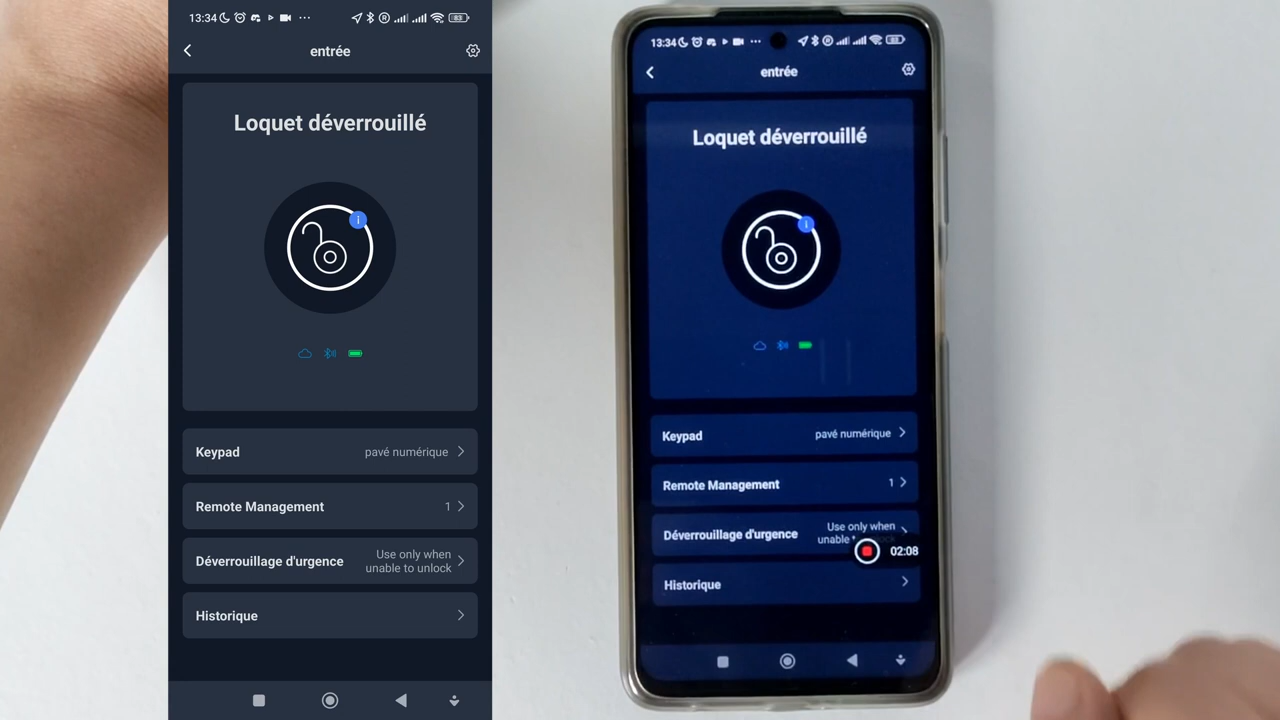 13:34
83
entrée
Loquet déverrouillé
i
Keypad
pavé numérique
Remote Management
1
Déverrouillage d'urgence
Use only when
unable to unlock
Historique
13:34
entrée
Loquet déverrouillé
i
Keypad
pavé numérique
Remote Management
1
Déverrouillage d'urgence
Use only when
unable
02:08
Historique